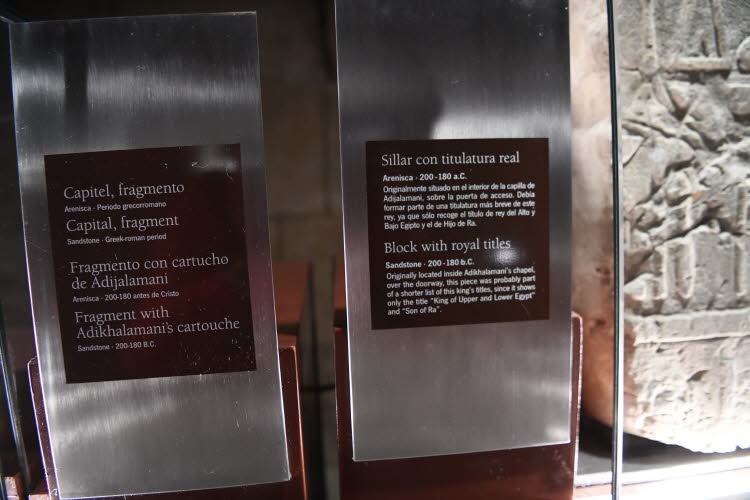 Capitel, fragmento
Arenisca · Periodo grecorromano
Capital, fragment
Sandstone · Greek-roman period
Fragmento con cartucho
de Adijalamani
Arenisca · 200-180 antes de Cristo
Fragment with
Adikhalamani's cartouche
Sandstone · 200-180 B.C.
Sillar con titulatura real
Arenisca · 200-180 a.C.
Originalmente situado en el interior de la capilla de
Adijalamani, sobre la puerta de acceso. Debía
formar parte de una titulatura más breve de este
rey, ya que sólo recoge el título de rey del Alto y
Bajo Egipto y el de Hijo de Ra.
Block with royal titles
Sandstone · 200-180 b.C.
Originally located inside Adikhalamani's chapel,
over the doorway, this piece was probably part
of a shorter list of this king's titles, since it shows
only the title "King of Upper and Lower Egypt"
and "Son of Ra".